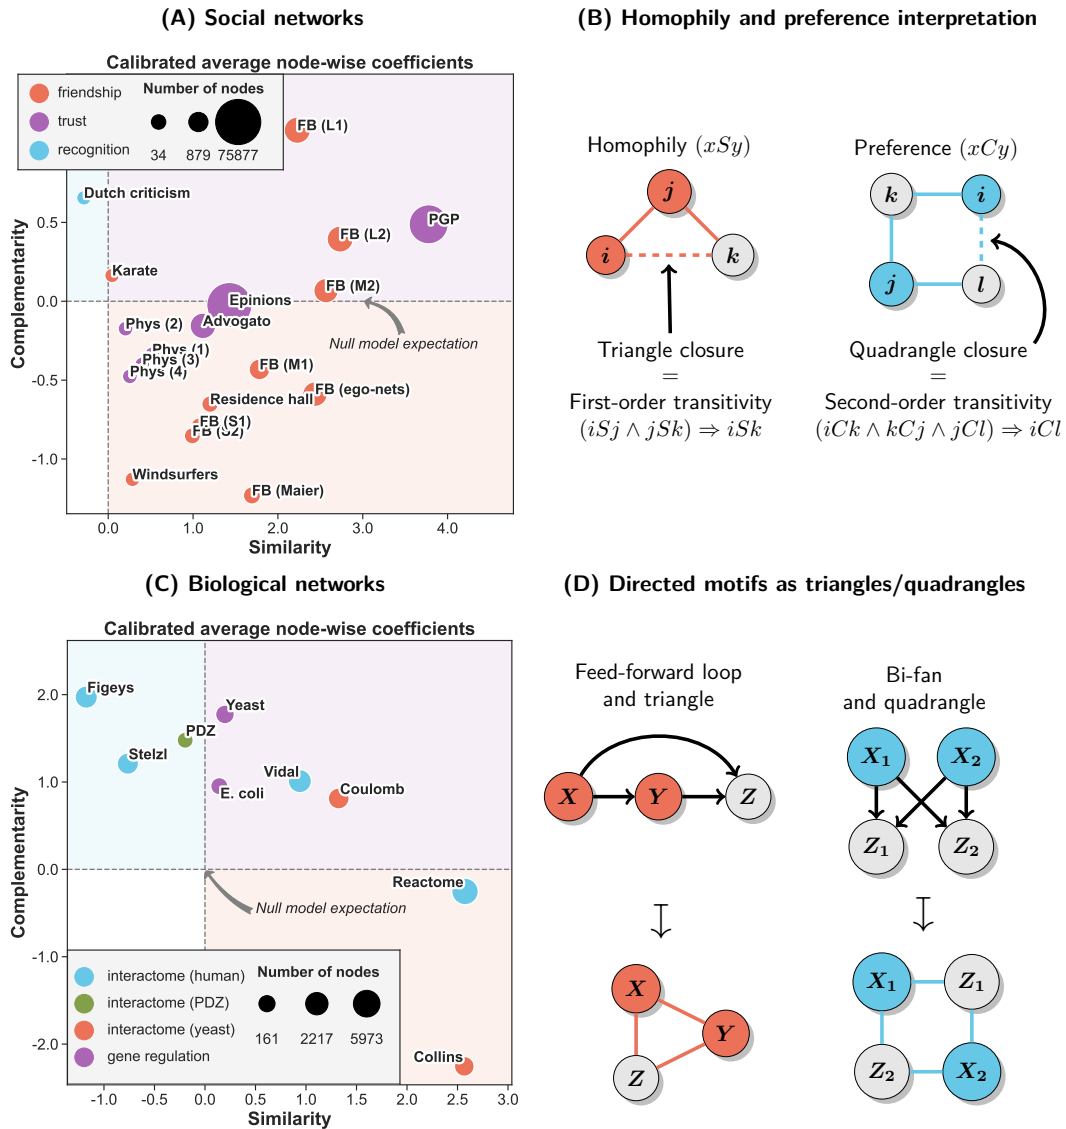 (A) Social networks
Calibrated average node-wise coefficients
friendship
trust
recognition
Number of nodes
34 879 75877
FB (L1)
Dutch criticism
PGP
FB (L2)
Karate
FB (M2)
Epinions
Advogato
Phys (2)
Null model expectation
Phys (1)
Phys (3)
Phys (4)
FB (M1)
FB (ego-nets)
Residence hall
FB (S1)
FB (S2)
Windsurfers
FB (Maier)
0.5
0.0
-0.5
-1.0
Complementarity
0.0 1.0 2.0 3.0 4.0
Similarity
(B) Homophily and preference interpretation
Homophily (xSy)
j
i
k
Triangle closure
=
First-order transitivity
(iSj ∧ jSk) ⇒ iSk
Preference (xCy)
k
i
j
l
Quadrangle closure
=
Second-order transitivity
(iCk ∧ kCj ∧ jCl) ⇒ iCl
(C) Biological networks
Calibrated average node-wise coefficients
Figeys
Yeast
PDZ
Stelzl
Vidal
E. coli
Coulomb
Reactome
Null model expectation
Collins
interactome (human)
interactome (PDZ)
interactome (yeast)
gene regulation
Number of nodes
161 2217 5973
2.0
1.0
0.0
-1.0
-2.0
Complementarity
-1.0 -0.5 0.0 0.5 1.0 1.5 2.0 2.5 3.0
Similarity
(D) Directed motifs as triangles/quadrangles
Feed-forward loop
and triangle
X Y Z
X
Y
Z
Bi-fan
and quadrangle
X₁ X₂
Z₁ Z₂
X₁ Z₁
Z₂ X₂